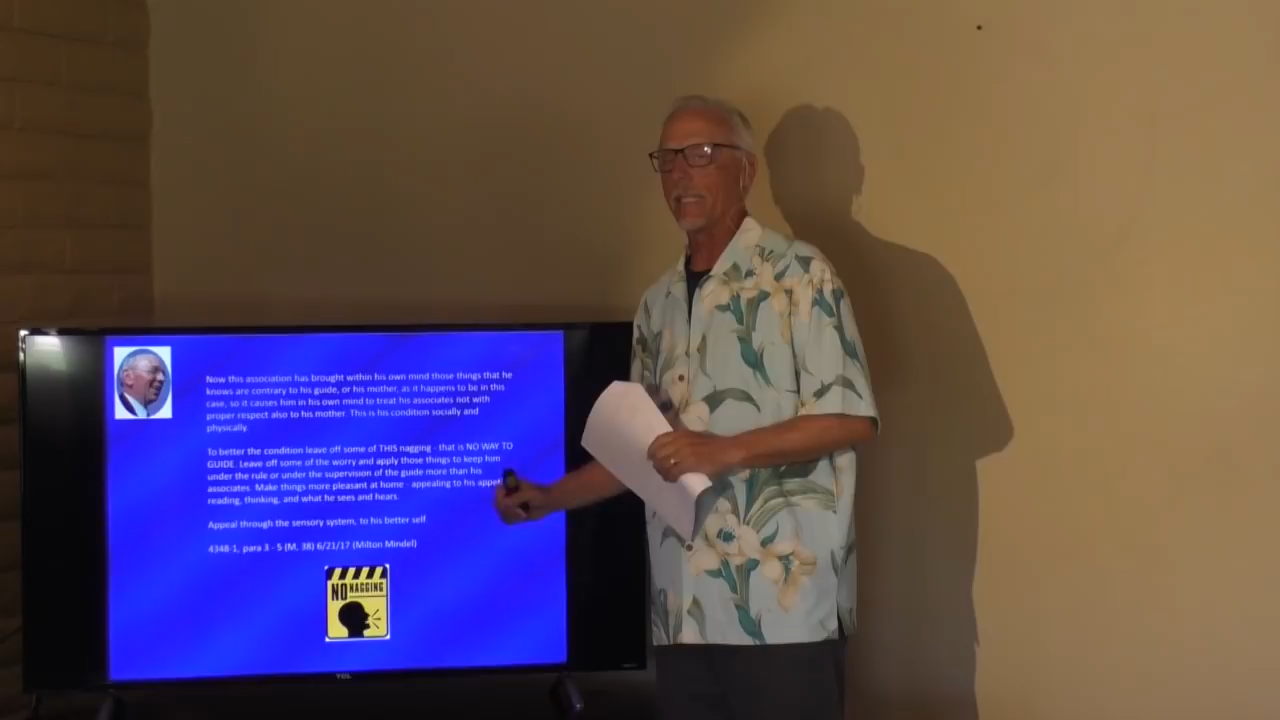 Now this association has brought within his own mind those things that he
knows are contrary to his guide, or his mother, as it happens to be in this
case, so it causes him in his own mind to treat his associates not with
proper respect also to his mother. This is his condition socially and
physically.
To better the condition leave off some of THIS nagging - that is NO WAY TO
GUIDE. Leave off some of the worry and apply those things to keep him
under the rule or under the supervision of the guide more than his
associates. Make things more pleasant at home - appealing to his
reading, thinking, and what he sees and hears.
Appeal through the sensory system, to his better self
4348-1, para 3 - 5 (M, 38) 6/21/17 (Milton Mindel)
NO NAGGING
TCL